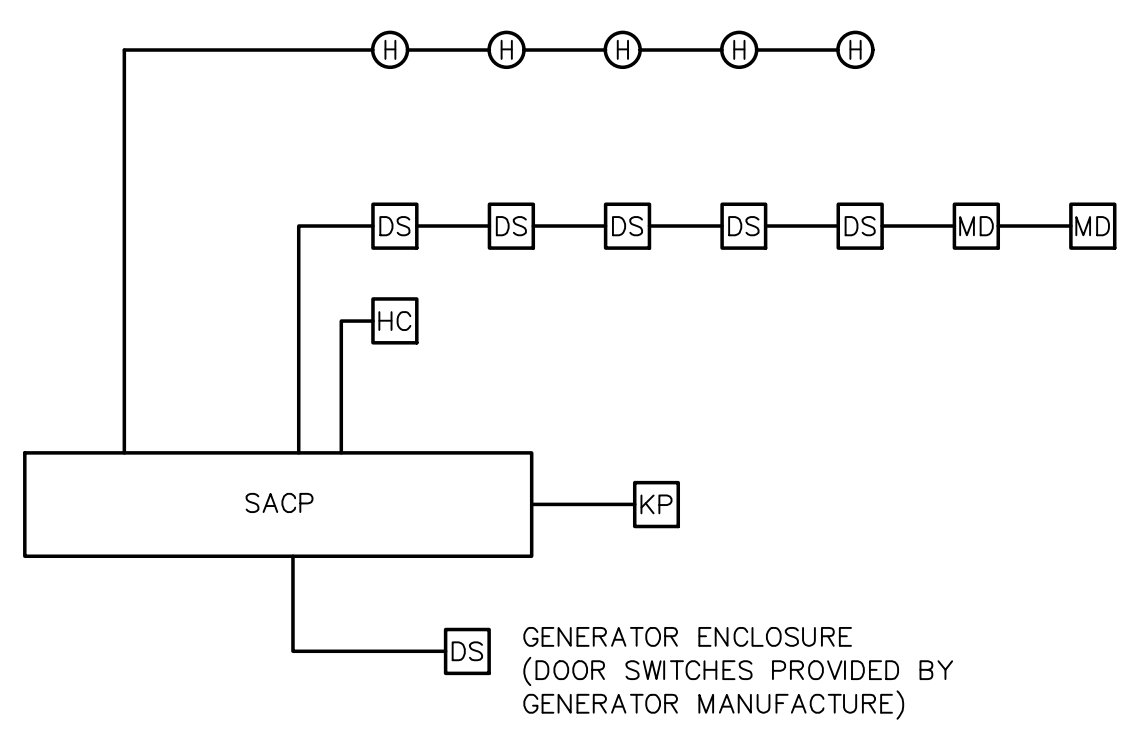 H H H H H
DS DS DS DS DS MD MD
HC
SACP
KP
DS
GENERATOR ENCLOSURE
(DOOR SWITCHES PROVIDED BY
GENERATOR MANUFACTURE)